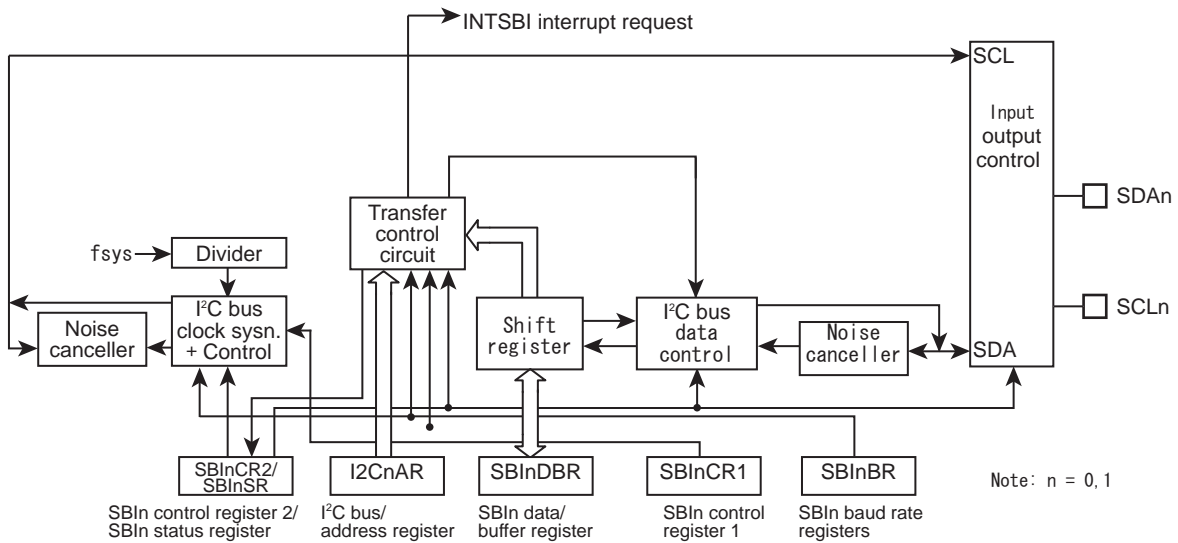 INTSBI interrupt request
SCL
Input
output
control
SDAn
SCLn
SDA
Transfer
control
circuit
fsys
Divider
I²C bus
clock sysn.
+ Control
Noise
canceller
Shift
register
I²C bus
data
control
Noise
canceller
SBInCR2/
SBInSR
I2CnAR
SBInDBR
SBInCR1
SBInBR
Note: n = 0,1
SBIn control register 2/
SBIn status register
I²C bus/
address register
SBIn data/
buffer register
SBIn control
register 1
SBIn baud rate
registers